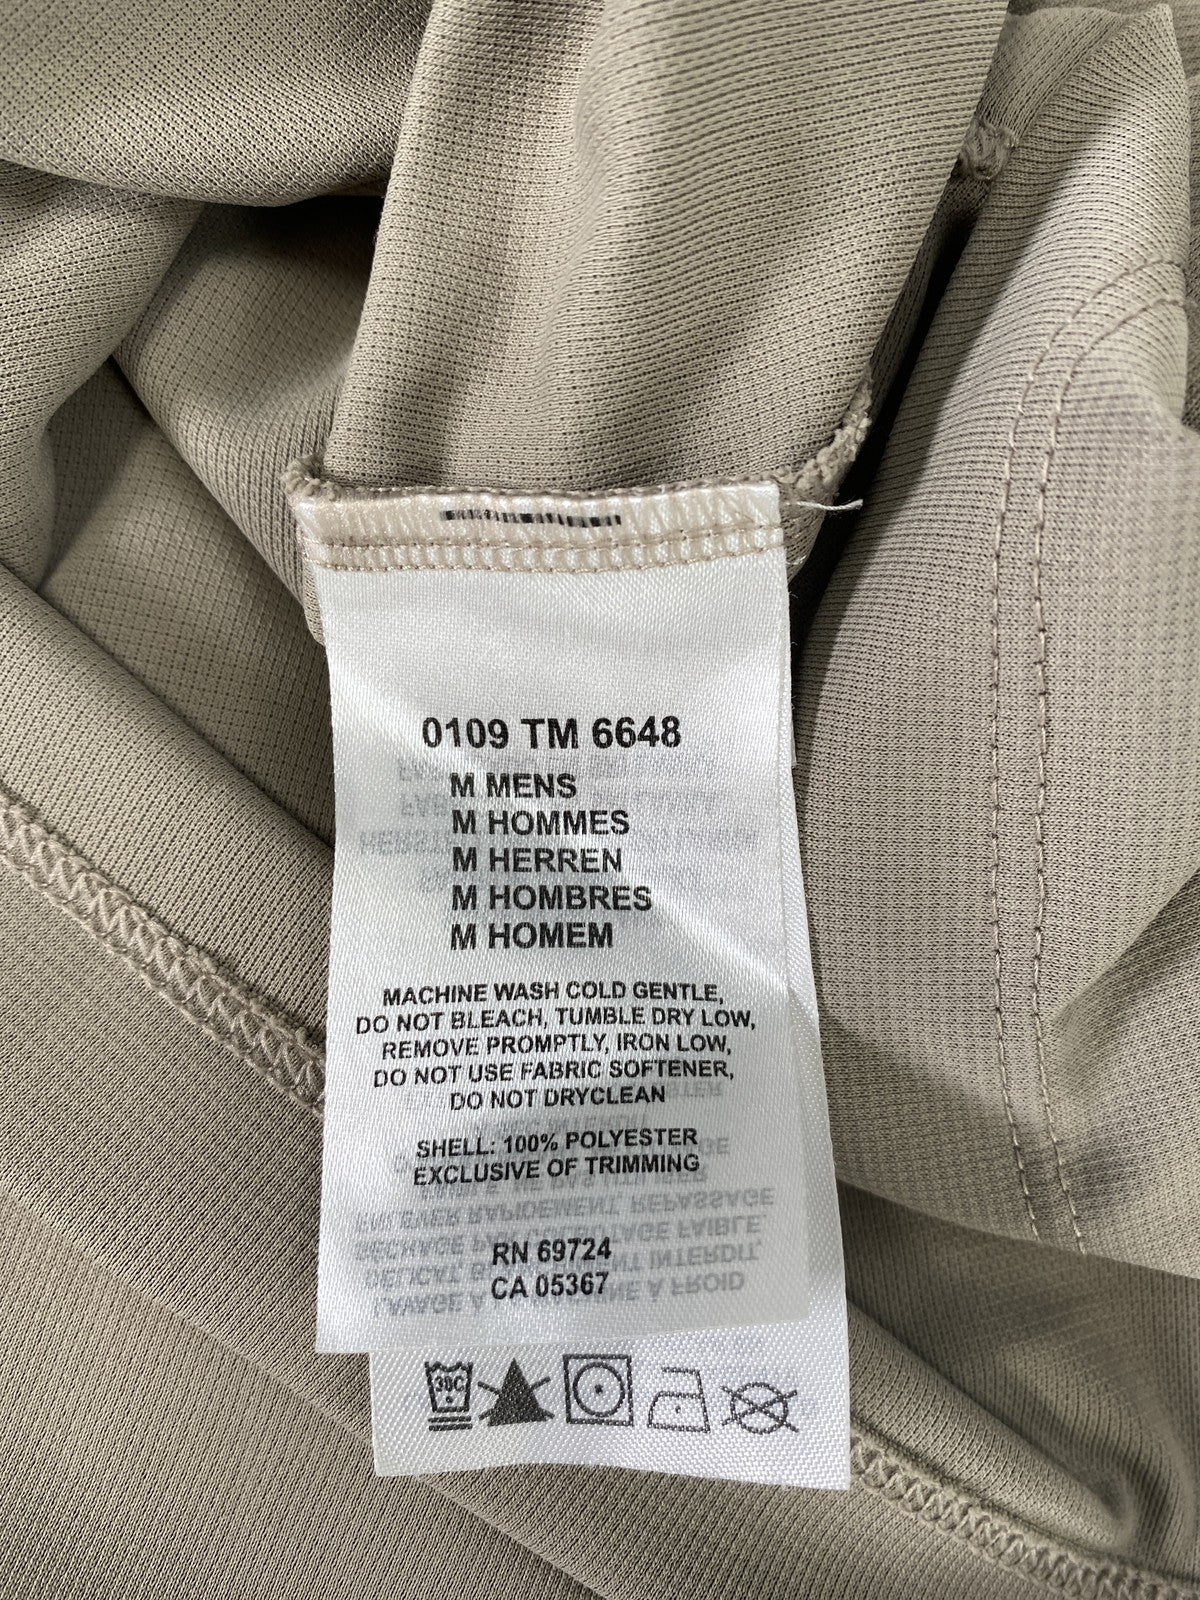 0109 TM 6648
M MENS
M HOMMES
M HERREN
M HOMBRES
M HOMEM
MACHINE WASH COLD GENTLE,
DO NOT BLEACH, TUMBLE DRY LOW,
REMOVE PROMPTLY, IRON LOW,
DO NOT USE FABRIC SOFTENER,
DO NOT DRYCLEAN
SHELL: 100% POLYESTER
EXCLUSIVE OF TRIMMING
RN 69724
CA 05367
30C